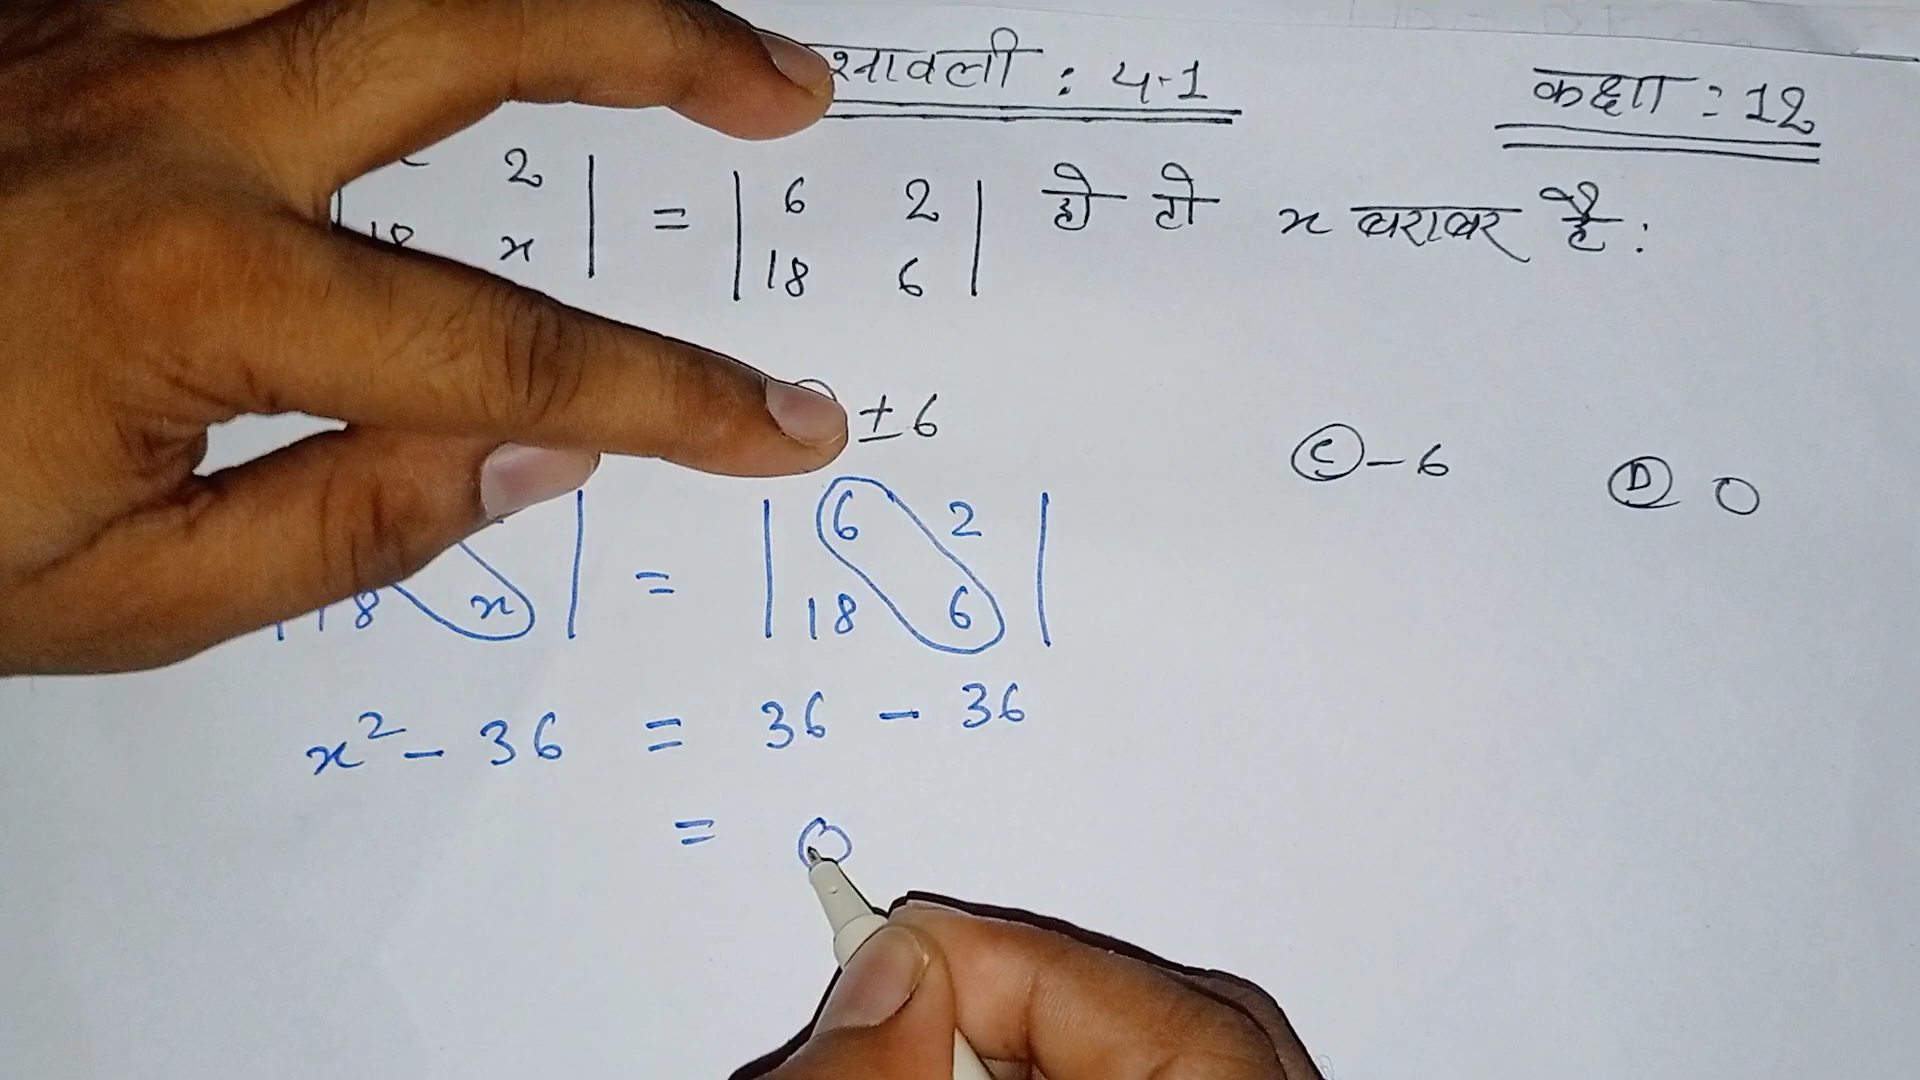 श्नावली : 4.1
कक्षा : 12
2 | = | 6 2 | हो तो x बराबर है :
18 x | | 18 6 |
± 6 (C) - 6 (D) 0
| = | 6 2 |
18 x | | 18 6 |
x² - 36 = 36 - 36
= 0